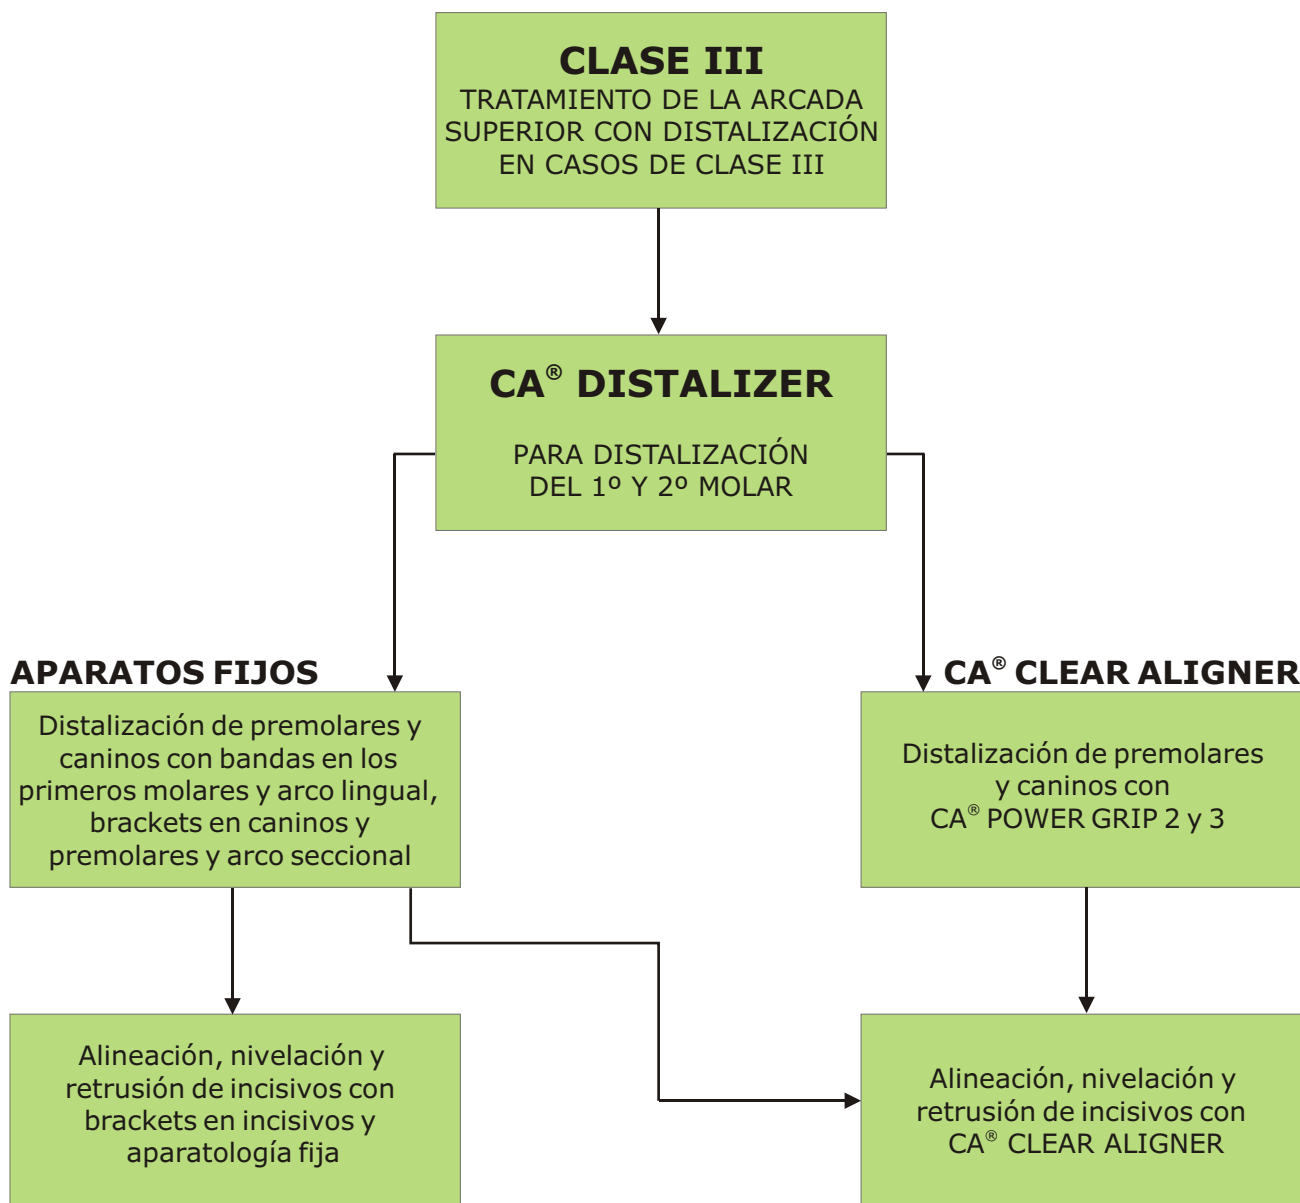 CLASE III
TRATAMIENTO DE LA ARCADA
SUPERIOR CON DISTALIZACIÓN
EN CASOS DE CLASE III
CA® DISTALIZER
PARA DISTALIZACIÓN
DEL 1º Y 2º MOLAR
APARATOS FIJOS
Distalización de premolares y
caninos con bandas en los
primeros molares y arco lingual,
brackets en caninos y
premolares y arco seccional
CA® CLEAR ALIGNER
Distalización de premolares
y caninos con
CA® POWER GRIP 2 y 3
Alineación, nivelación y
retrusión de incisivos con
brackets en incisivos y
aparatología fija
Alineación, nivelación y
retrusión de incisivos con
CA® CLEAR ALIGNER